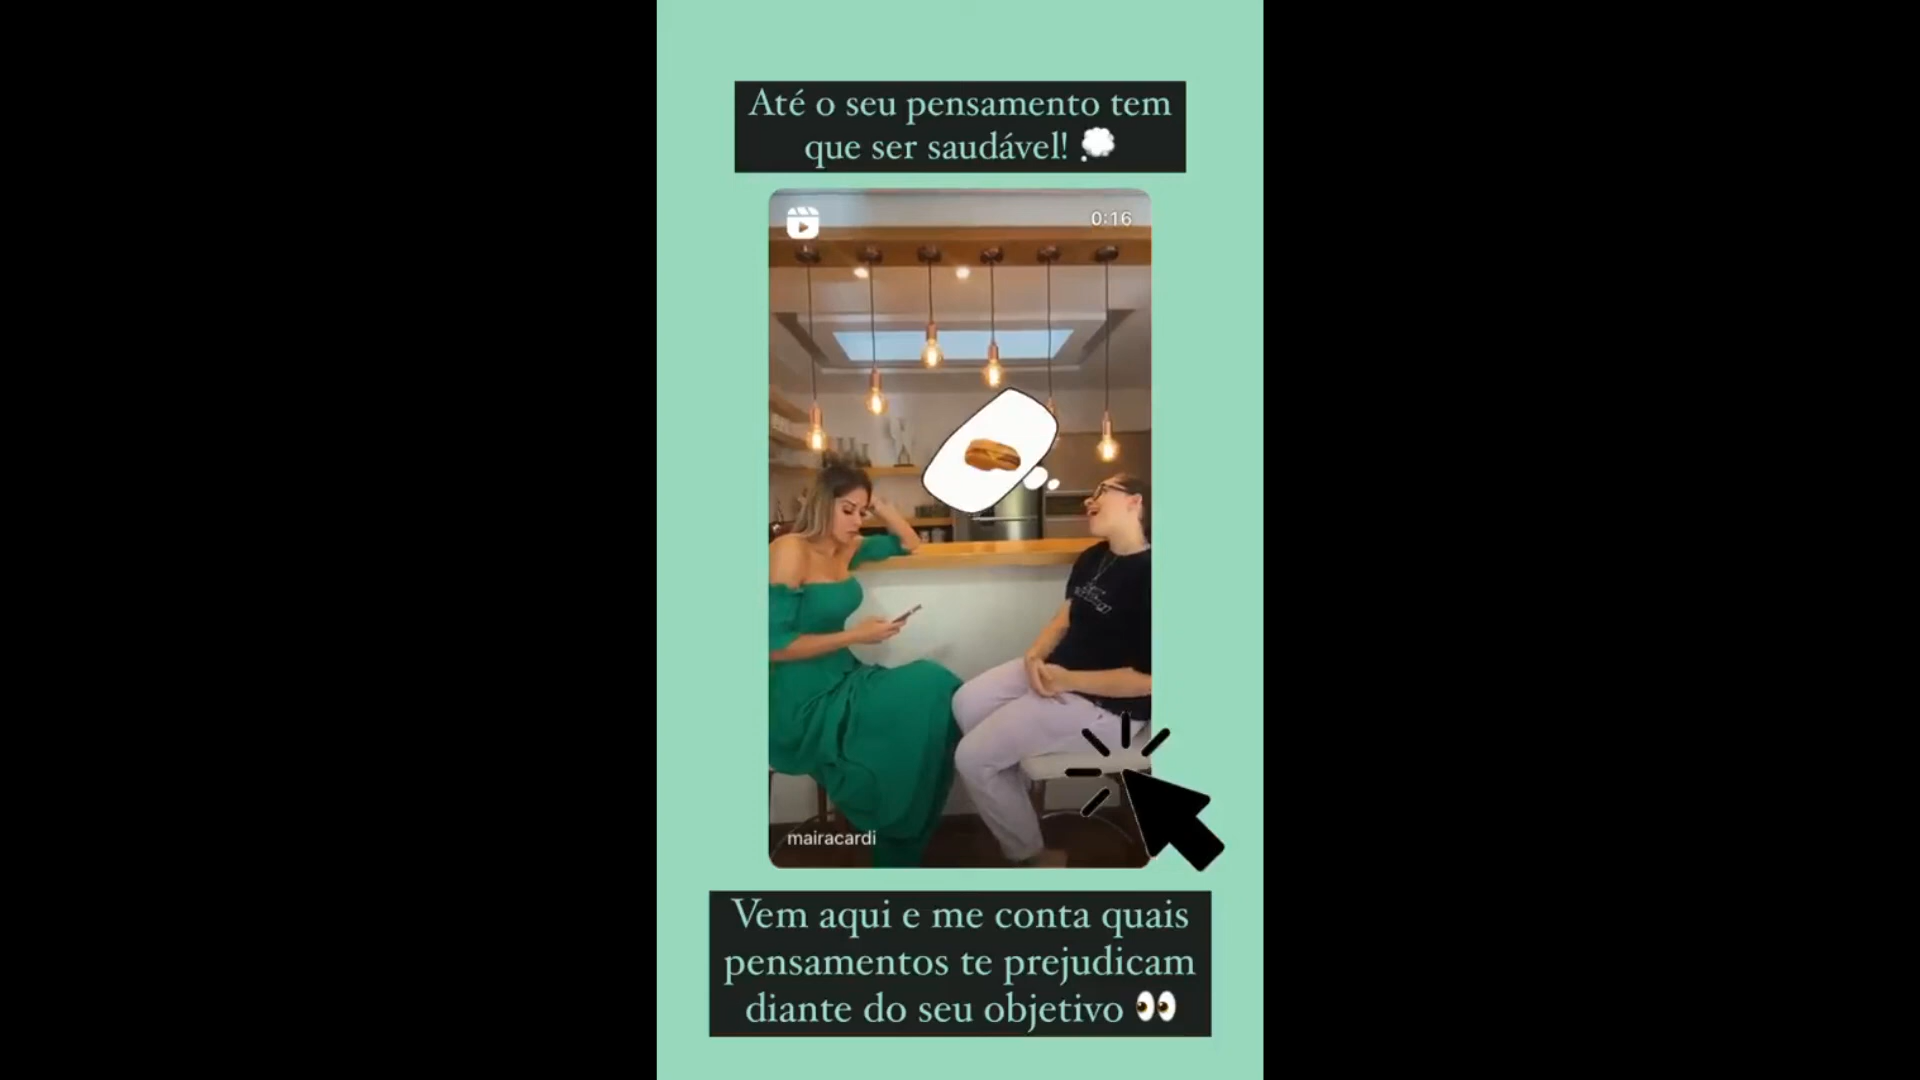 Até o seu pensamento tem
que ser saudável!
0:16
mairacardi
Vem aqui e me conta quais
pensamentos te prejudicam
diante do seu objetivo